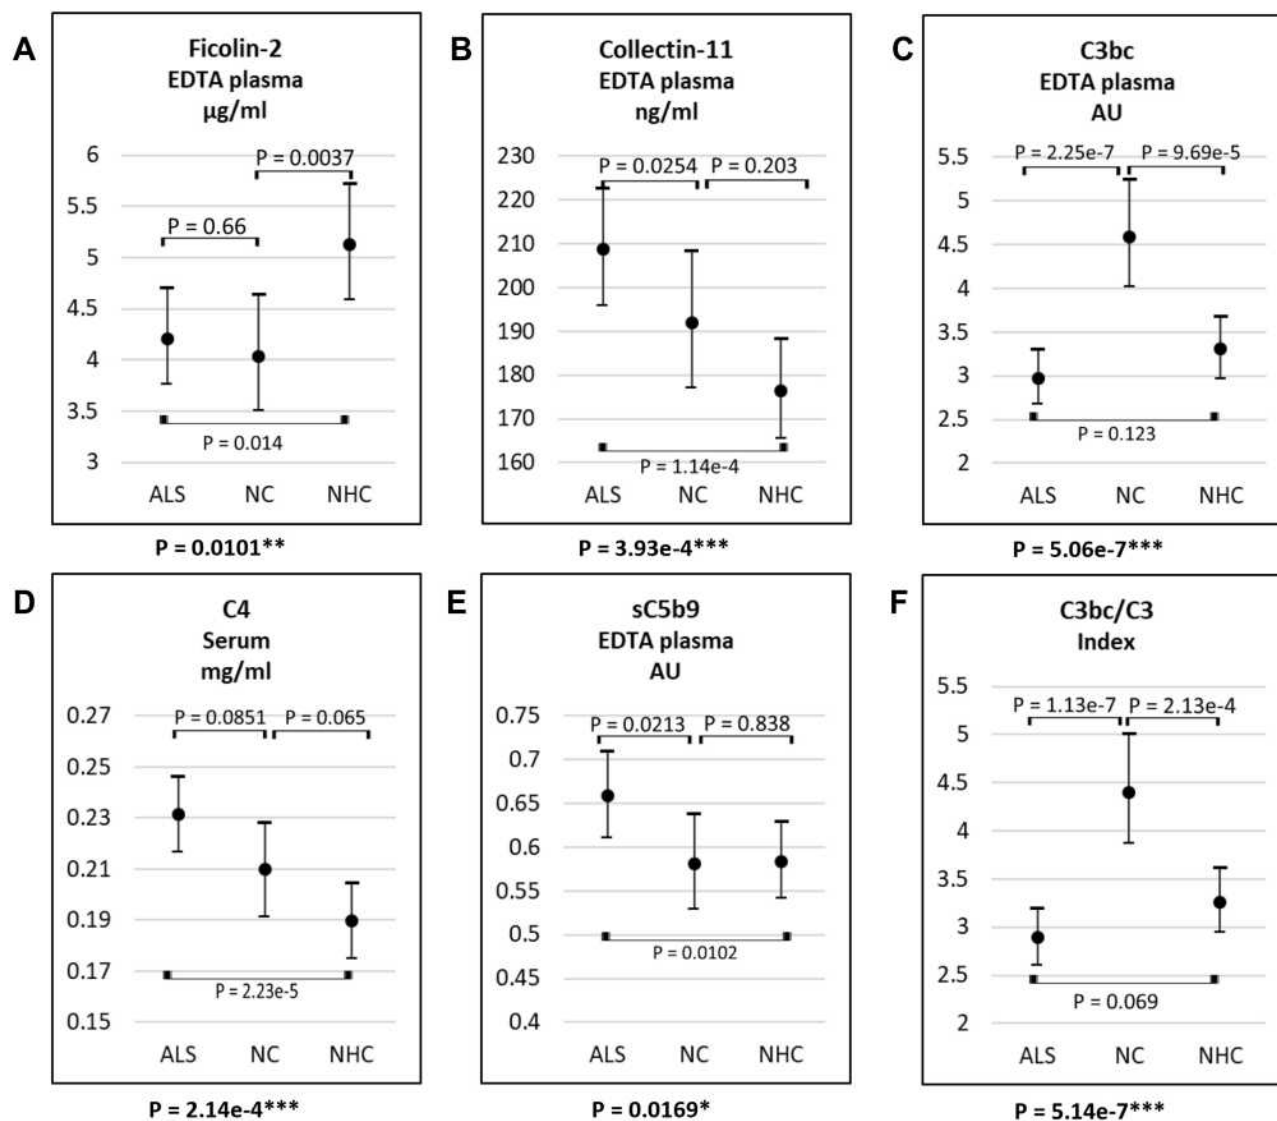 A
Ficolin-2
EDTA plasma
µg/ml
6
5.5
5
4.5
4
3.5
3
P = 0.0037
P = 0.66
P = 0.014
ALS NC NHC
P = 0.0101**
B
Collectin-11
EDTA plasma
ng/ml
230
220
210
200
190
180
170
160
P = 0.0254 P = 0.203
P = 1.14e-4
ALS NC NHC
P = 3.93e-4***
C
C3bc
EDTA plasma
AU
5.5
5
4.5
4
3.5
3
2.5
2
P = 2.25e-7 P = 9.69e-5
P = 0.123
ALS NC NHC
P = 5.06e-7***
D
C4
Serum
mg/ml
0.27
0.25
0.23
0.21
0.19
0.17
0.15
P = 0.0851 P = 0.065
P = 2.23e-5
ALS NC NHC
P = 2.14e-4***
E
sC5b9
EDTA plasma
AU
0.75
0.7
0.65
0.6
0.55
0.5
0.45
0.4
P = 0.0213 P = 0.838
P = 0.0102
ALS NC NHC
P = 0.0169*
F
C3bc/C3
Index
5.5
5
4.5
4
3.5
3
2.5
2
P = 1.13e-7 P = 2.13e-4
P = 0.069
ALS NC NHC
P = 5.14e-7***